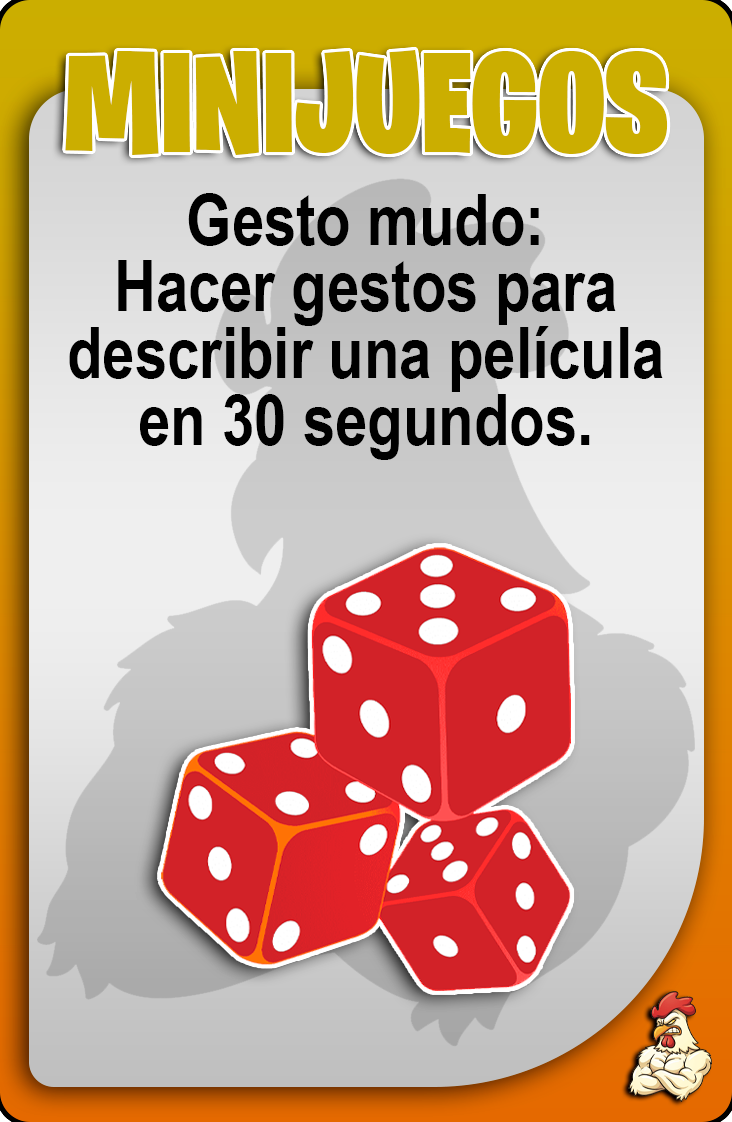 MINIJUEGOS
Gesto mudo:
Hacer gestos para
describir una película
en 30 segundos.